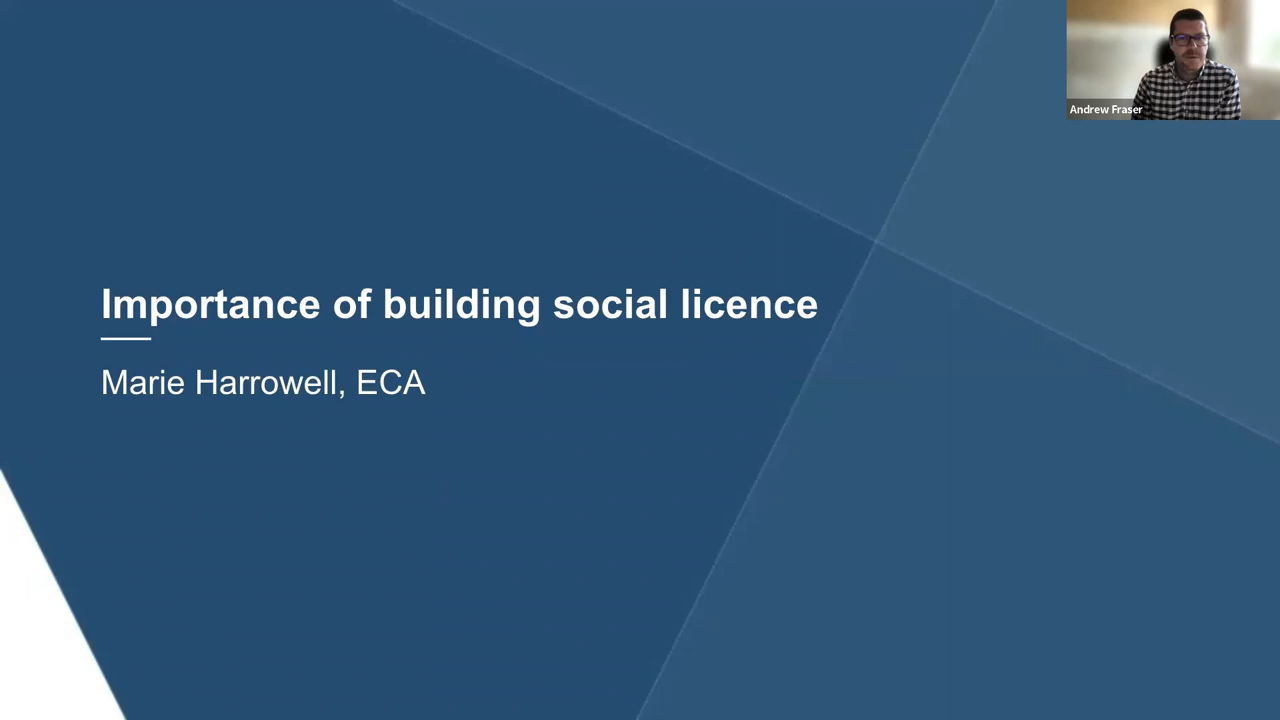 Importance of building social licence
Marie Harrowell, ECA
Andrew Fraser